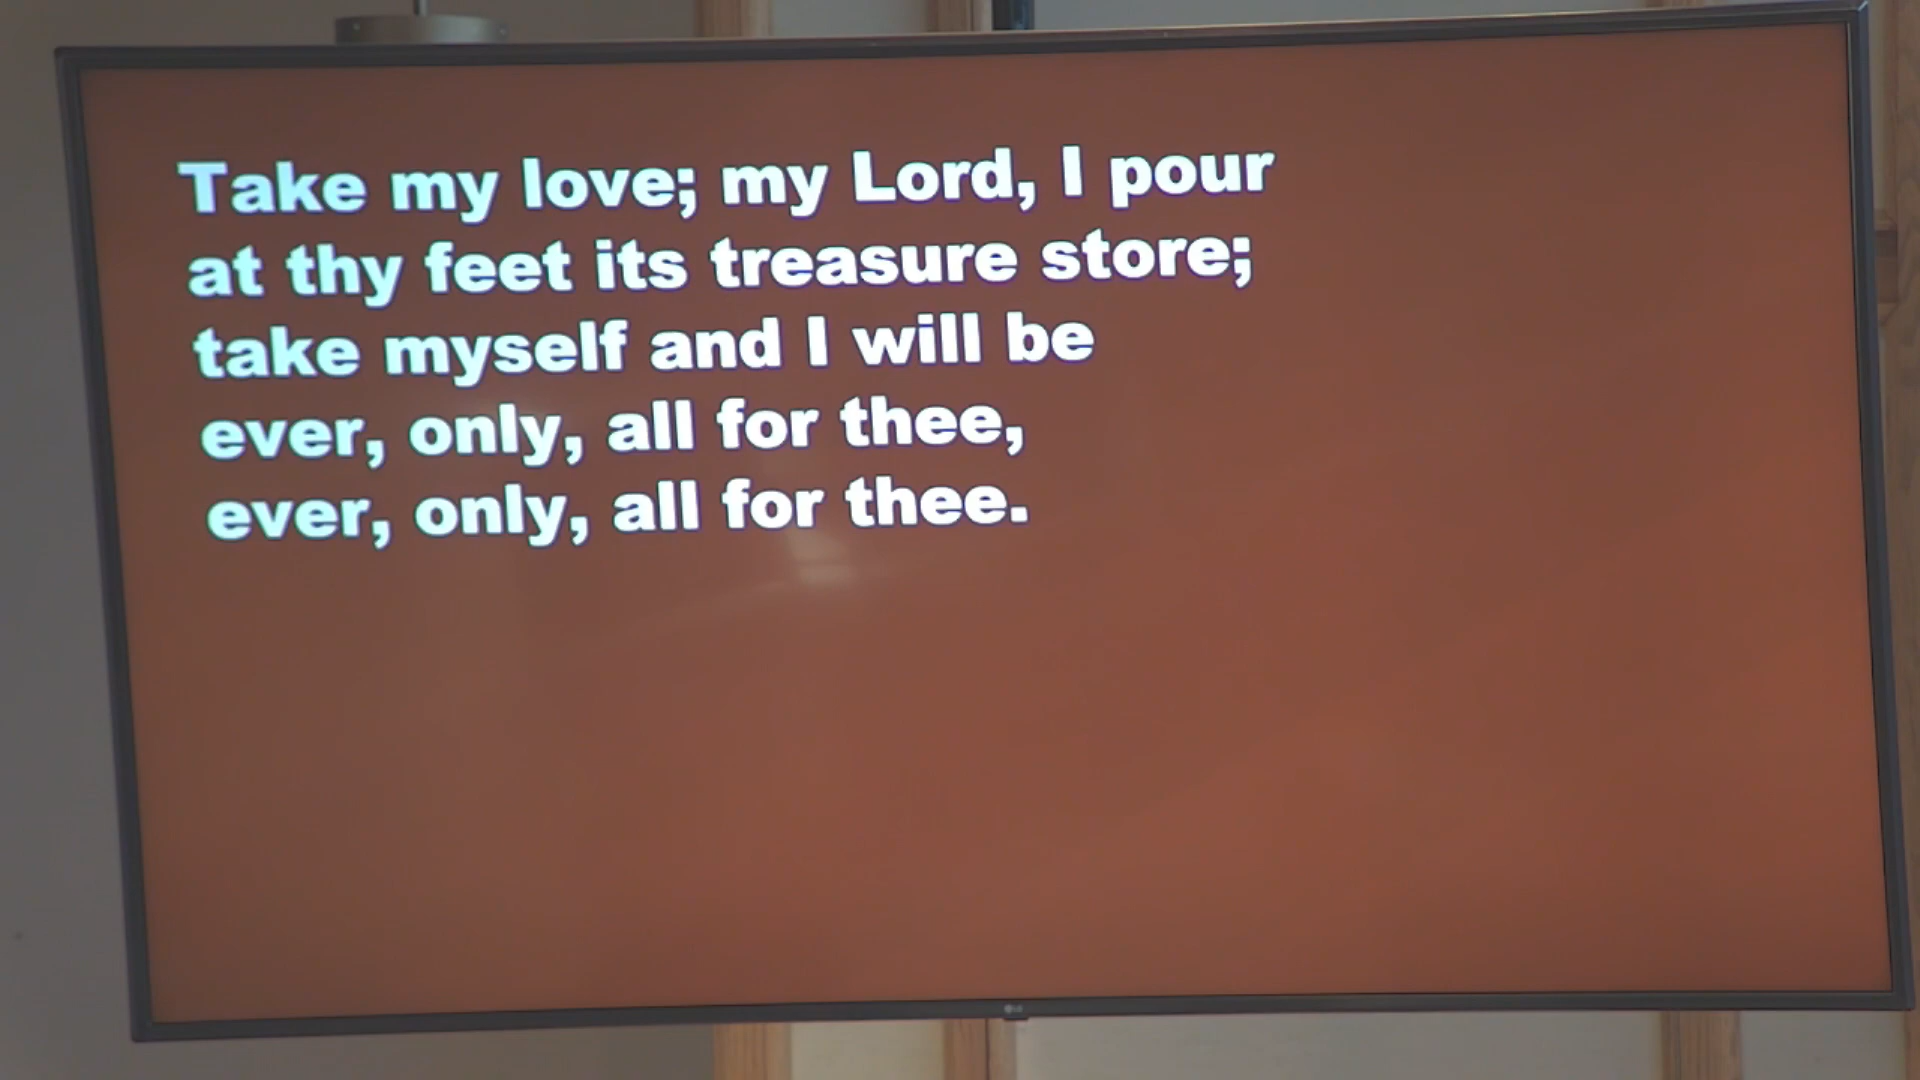 Take my love; my Lord, I pour
at thy feet its treasure store;
take myself and I will be
ever, only, all for thee,
ever, only, all for thee.